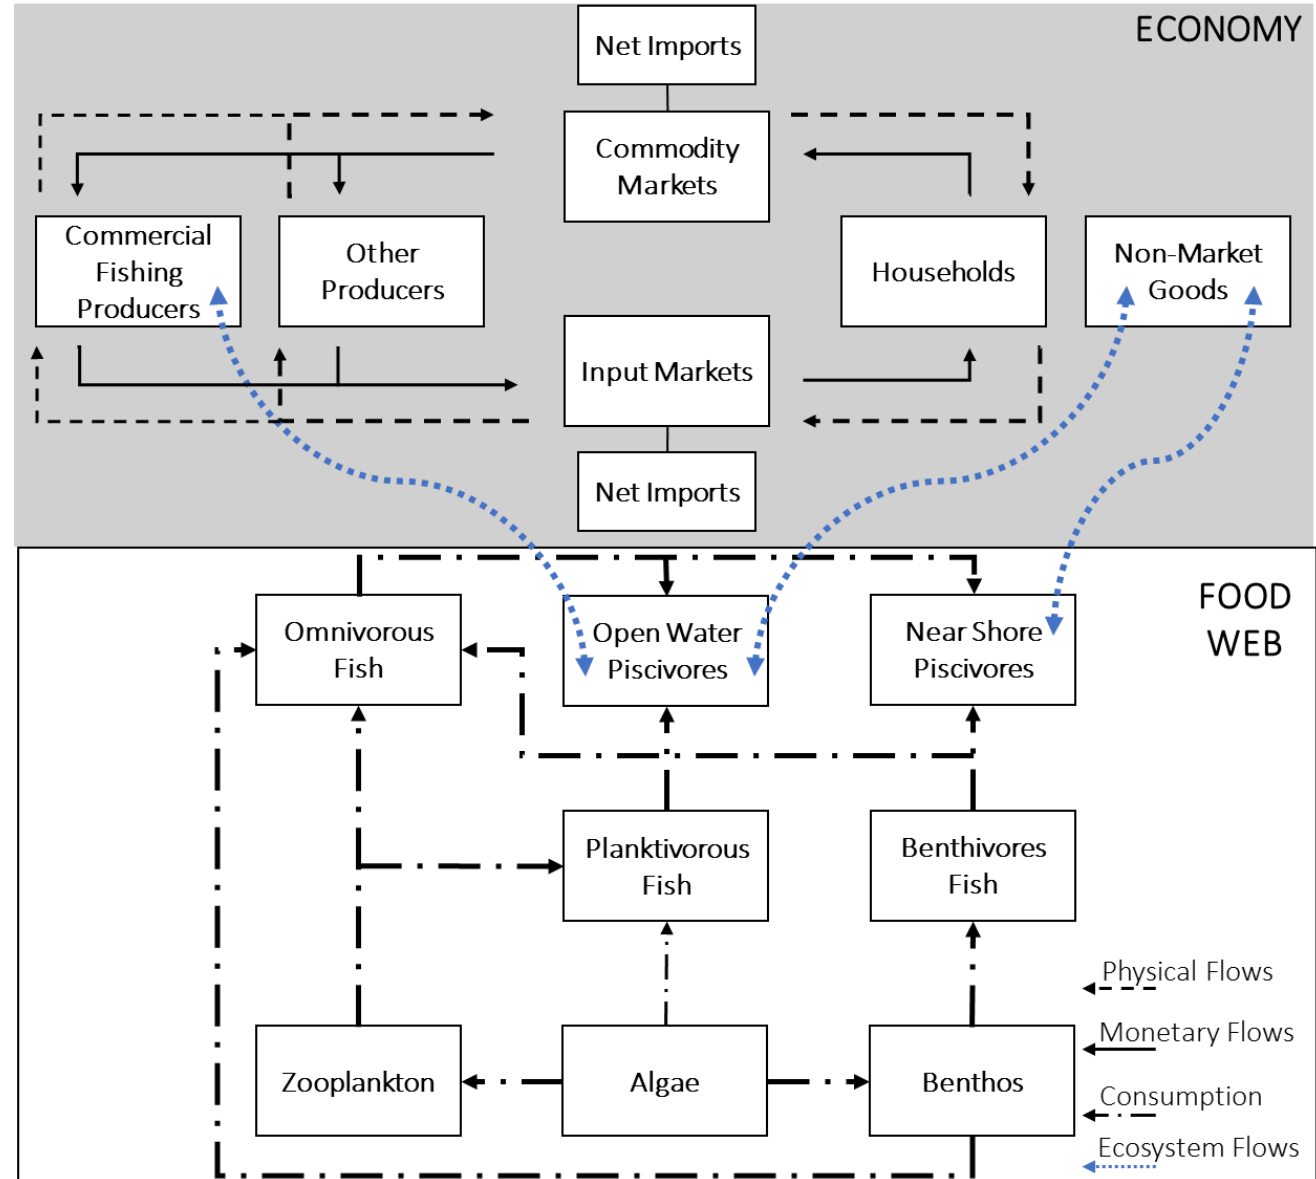 ECONOMY
Net Imports
Commodity
Markets
Commercial
Fishing
Producers
Other
Producers
Households
Non-Market
Goods
Input Markets
Net Imports
FOOD
WEB
Omnivorous
Fish
Open Water
Piscivores
Near Shore
Piscivores
Planktivorous
Fish
Benthivores
Fish
Zooplankton
Algae
Benthos
Physical Flows
Monetary Flows
Consumption
Ecosystem Flows